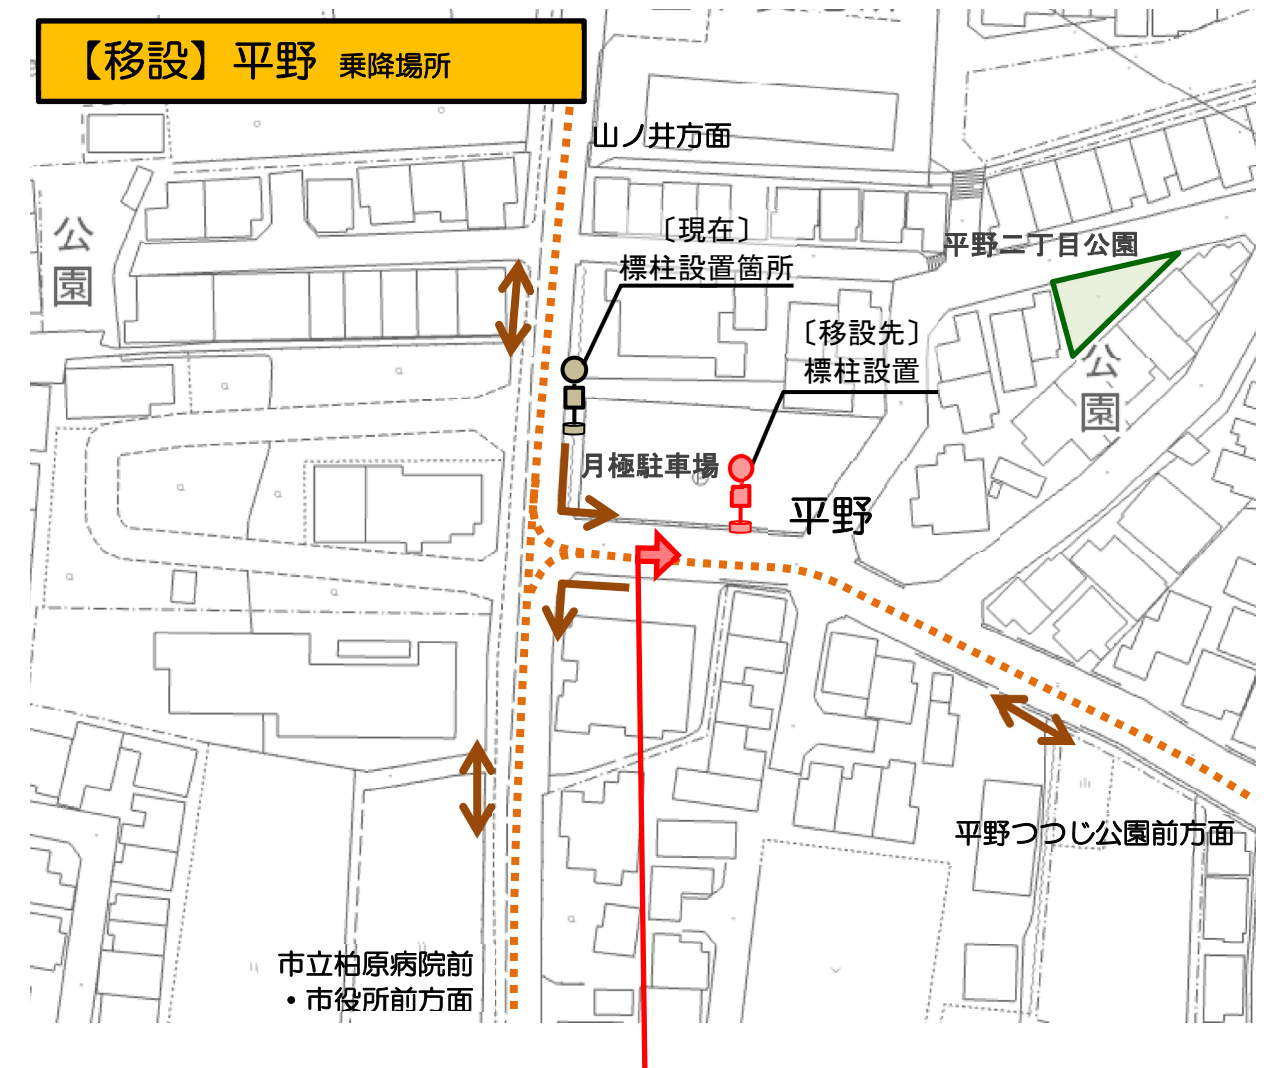 【移設】平野 乗降場所
山ノ井方面
公園
〔現在〕
標柱設置箇所
平野二丁目公園
〔移設先〕
標柱設置
公園
月極駐車場
平野
平野つつじ公園前方面
市立柏原病院前
・市役所前方面